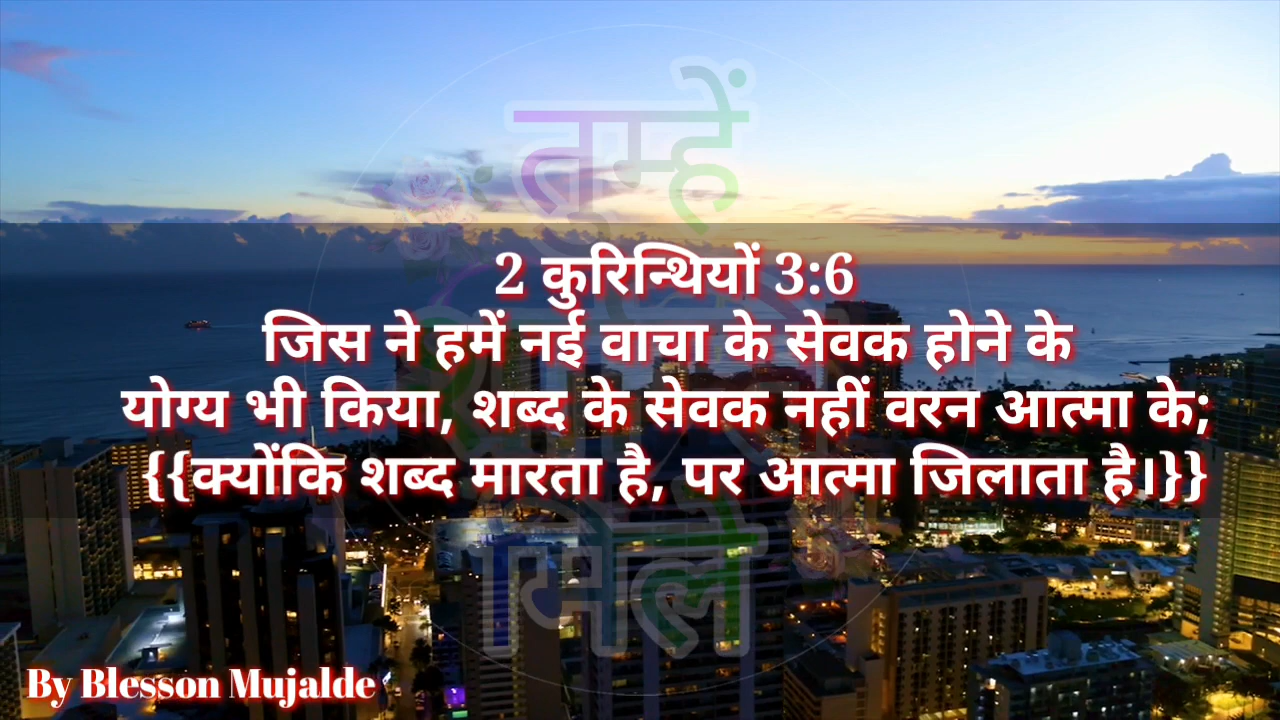 तुम्हें
2 कुरिन्थियों 3:6
जिस ने हमें नई वाचा के सेवक होने के
योग्य भी किया, शब्द के सेवक नहीं वरन आत्मा के;
{{क्योंकि शब्द मारता है, पर आत्मा जिलाता है।}}
मिले
By Blesson Mujalde